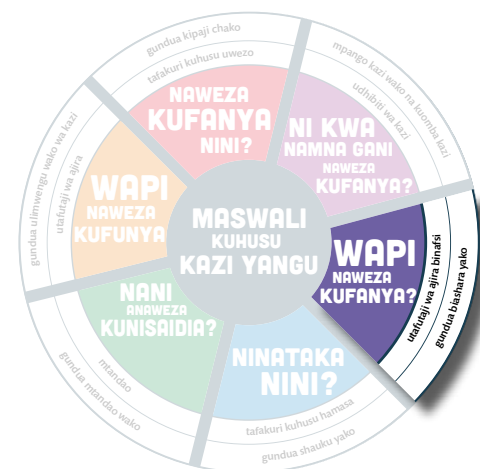 MASWALI
KUHUSU
KAZI YANGU
gundua kipaji chako
tafakuri kuhusu uwezo
NAWEZA
KUFANYA
NINI?
mpango kazi wako na kuomba kazi
udhibiti wa kazi
NI KWA
NAMNA GANI
NAWEZA
KUFANYA?
WAPI
NAWEZA
KUFANYA?
utafutaji wa ajira binafsi
gundua biashara yako
NINATAKA
NINI?
tafakuri kuhusu hamasa
gundua shauku yako
NANI
ANAWEZA
KUNISAIDIA?
mtandao
gundua mtandao wako
WAPI
NAWEZA
KUFUNYA
utafutaji wa ajira
gundua ulimwengu wako wa kazi